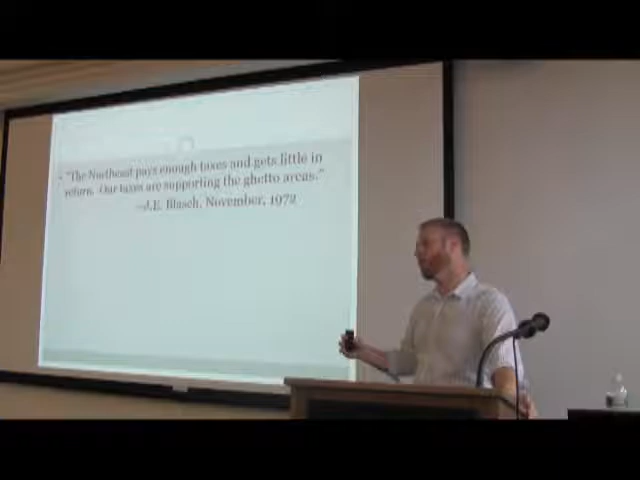 "The Northeast pays enough taxes and gets little in
return. Our taxes are supporting the ghetto areas."
—J.E. Blasch, November, 1972